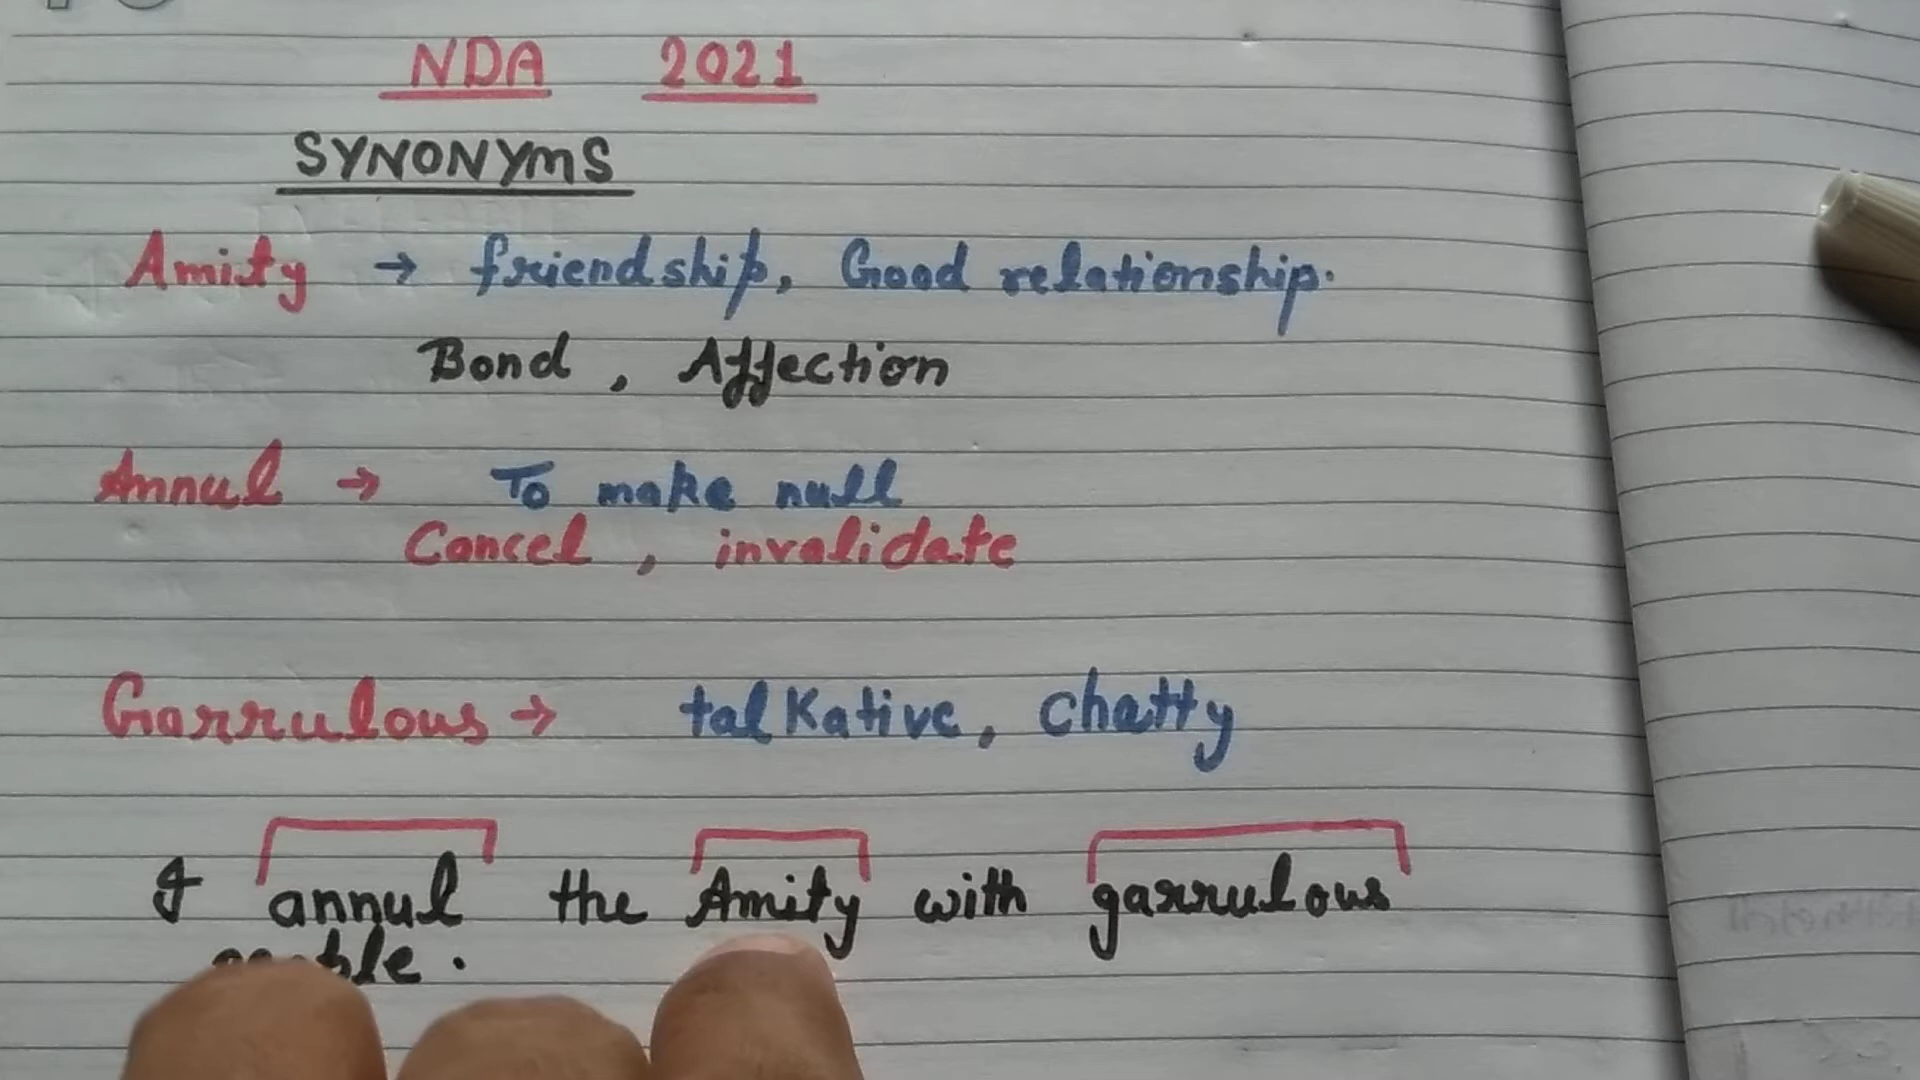 NDA 2021
SYNONYMS
Amity → friendship, Good relationship.
Bond, Affection
Annul → To make null
Cancel, invalidate
Garrulous → talkative, chatty
I annul the Amity with garrulous